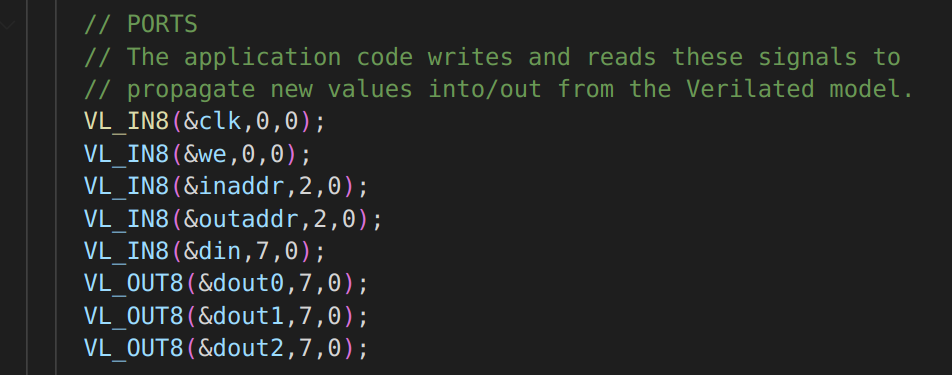 // PORTS
// The application code writes and reads these signals to
// propagate new values into/out from the Verilated model.
VL_IN8(&clk,0,0);
VL_IN8(&we,0,0);
VL_IN8(&inaddr,2,0);
VL_IN8(&outaddr,2,0);
VL_IN8(&din,7,0);
VL_OUT8(&dout0,7,0);
VL_OUT8(&dout1,7,0);
VL_OUT8(&dout2,7,0);